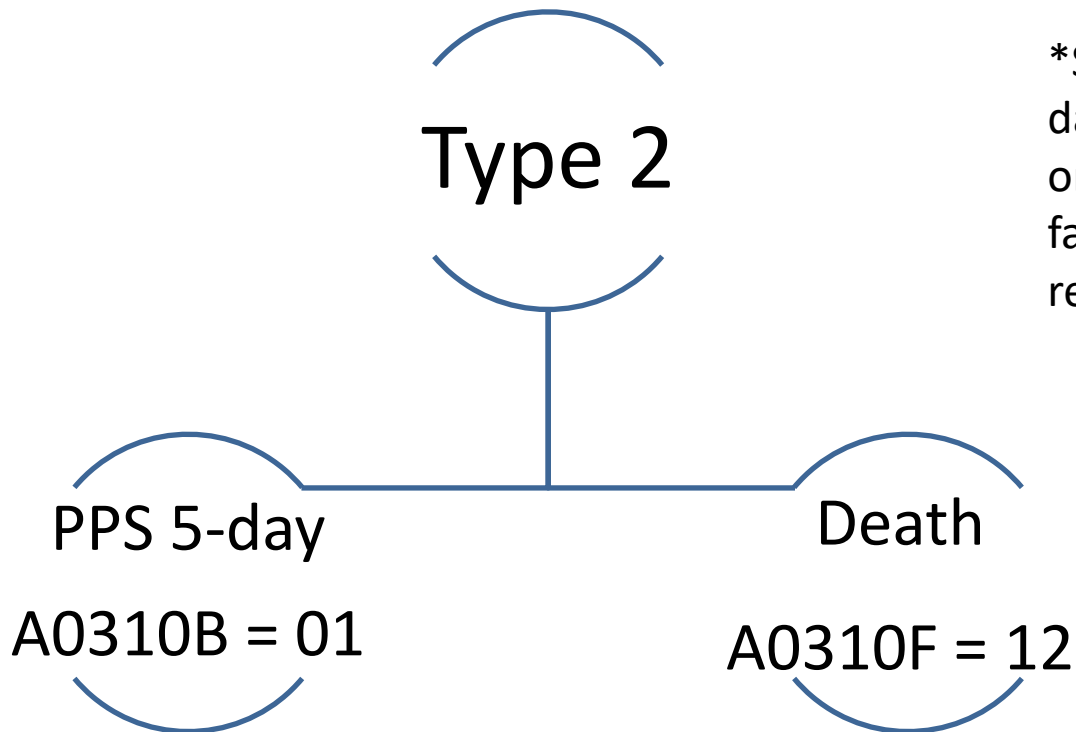 Type 2
PPS 5-day
A0310B = 01
Death
A0310F = 12